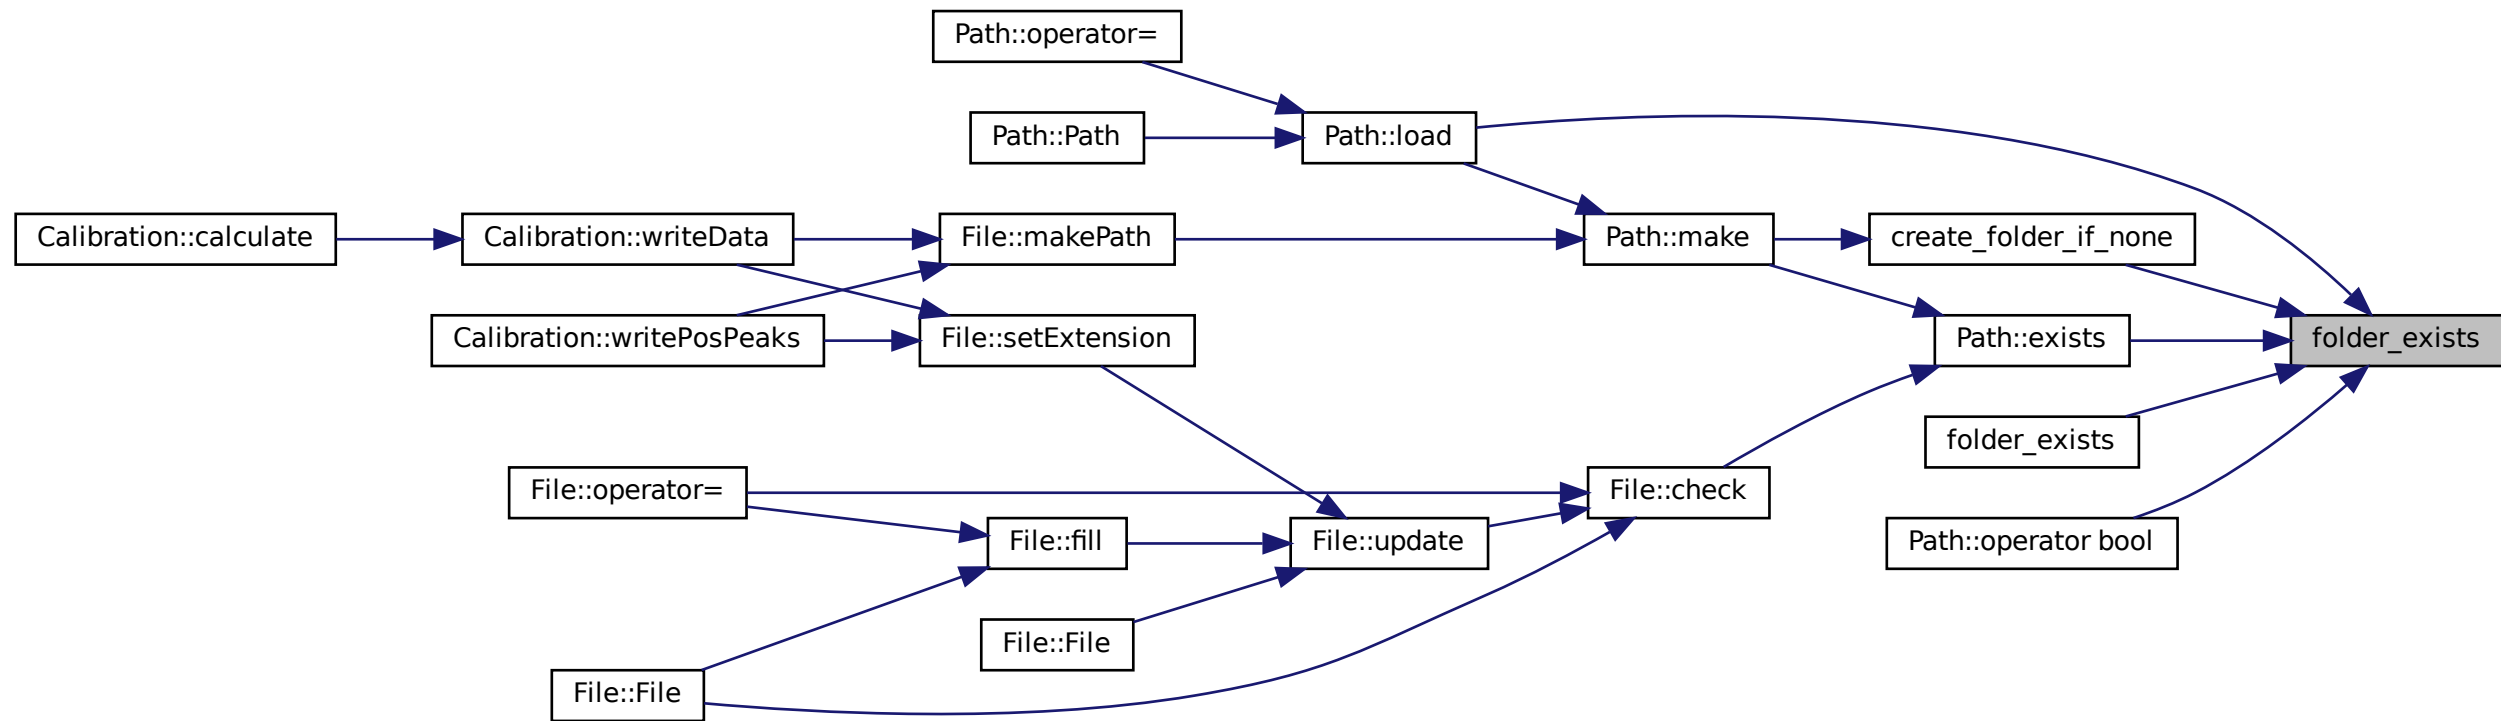 Path::operator=
Path::Path
Path::load
Calibration::calculate
Calibration::writeData
File::makePath
Path::make
create_folder_if_none
Calibration::writePosPeaks
File::setExtension
Path::exists
folder_exists
folder_exists
File::operator=
File::check
File::fill
File::update
Path::operator bool
File::File
File::File